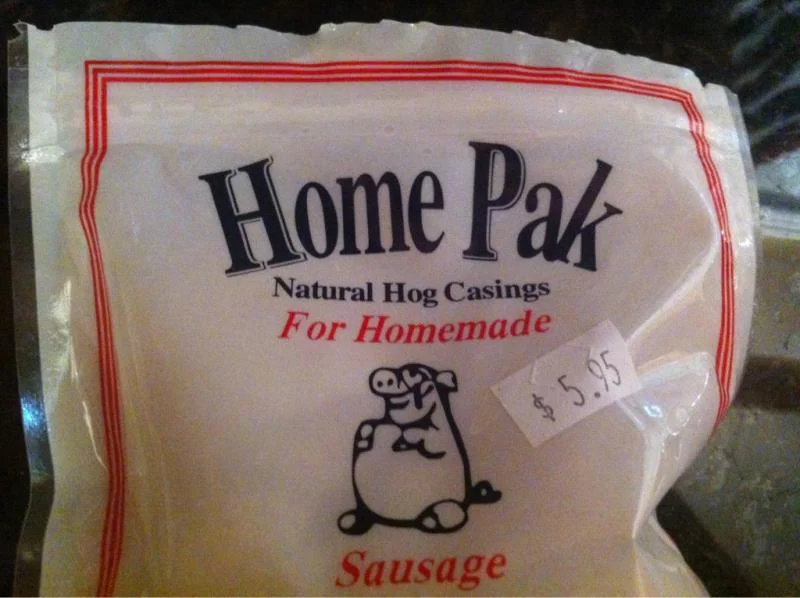 Home Pak
Natural Hog Casings
For Homemade
$ 5.95
Sausage